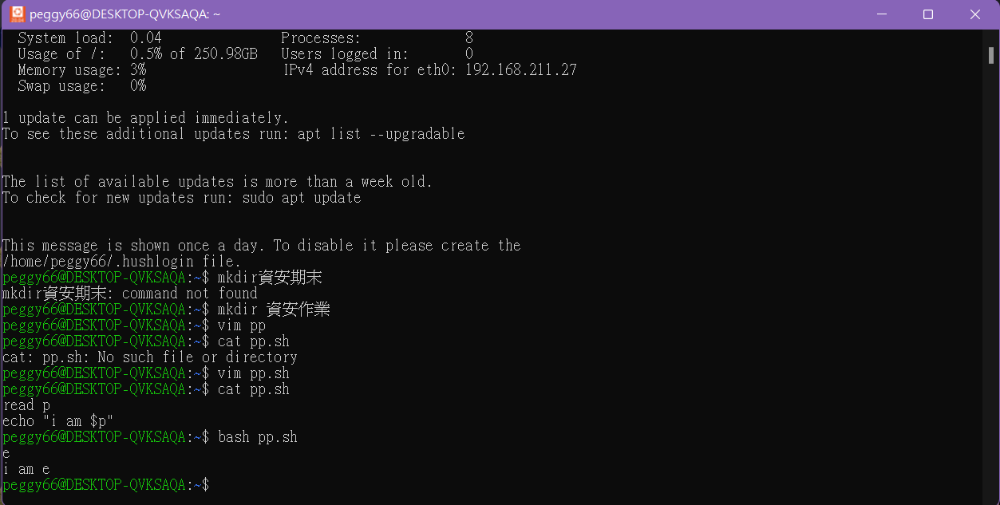 peggy66@DESKTOP-QVKSAQA: ~
System load: 0.04 Processes: 8
Usage of /: 0.5% of 250.98GB Users logged in: 0
Memory usage: 3% IPv4 address for eth0: 192.168.211.27
Swap usage: 0%
1 update can be applied immediately.
To see these additional updates run: apt list --upgradable
The list of available updates is more than a week old.
To check for new updates run: sudo apt update
This message is shown once a day. To disable it please create the
/home/peggy66/.hushlogin file.
peggy66@DESKTOP-QVKSAQA:~$ mkdir資安期末
mkdir資安期末: command not found
peggy66@DESKTOP-QVKSAQA:~$ mkdir 資安作業
peggy66@DESKTOP-QVKSAQA:~$ vim pp
peggy66@DESKTOP-QVKSAQA:~$ cat pp.sh
cat: pp.sh: No such file or directory
peggy66@DESKTOP-QVKSAQA:~$ vim pp.sh
peggy66@DESKTOP-QVKSAQA:~$ cat pp.sh
read p
echo "i am $p"
peggy66@DESKTOP-QVKSAQA:~$ bash pp.sh
e
i am e
peggy66@DESKTOP-QVKSAQA:~$